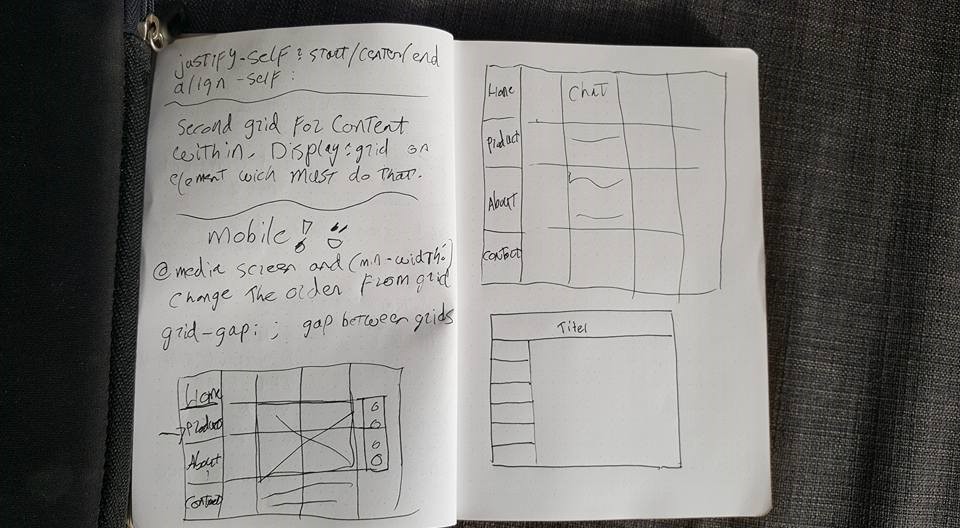 justify-self : start/center/end
align-self :
Second grid For Content
within. Display:grid on
element wich Must do That.
mobile!
@media screen and (min-width:)
Change The order From grid
grid-gap: ; gap between grids
Home
Product
About
Contact
Home
Chat
Product
About
Contact
Titel